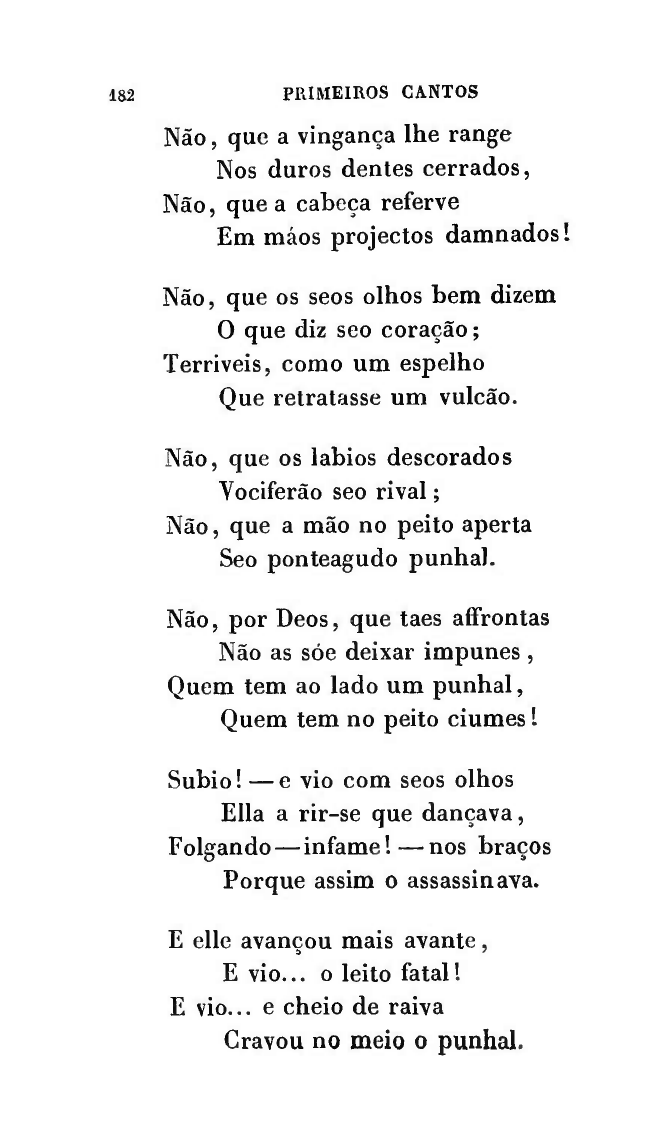 182 PRIMEIROS CANTOS
Não, que a vingança lhe range
Nos duros dentes cerrados,
Não, que a cabeça referve
Em máos projectos damnados!
Não, que os seos olhos bem dizem
O que diz seo coração;
Terriveis, como um espelho
Que retratasse um vulcão.
Não, que os labios descorados
Vociferão seo rival;
Não, que a mão no peito aperta
Seo ponteagudo punhal.
Não, por Deos, que taes affrontas
Não as sóe deixar impunes,
Quem tem ao lado um punhal,
Quem tem no peito ciumes!
Subio! — e vio com seos olhos
Ella a rir-se que dançava,
Folgando — infame! — nos braços
Porque assim o assassinava.
E elle avançou mais avante,
E vio... o leito fatal!
E vio... e cheio de raiva
Cravou no meio o punhal.